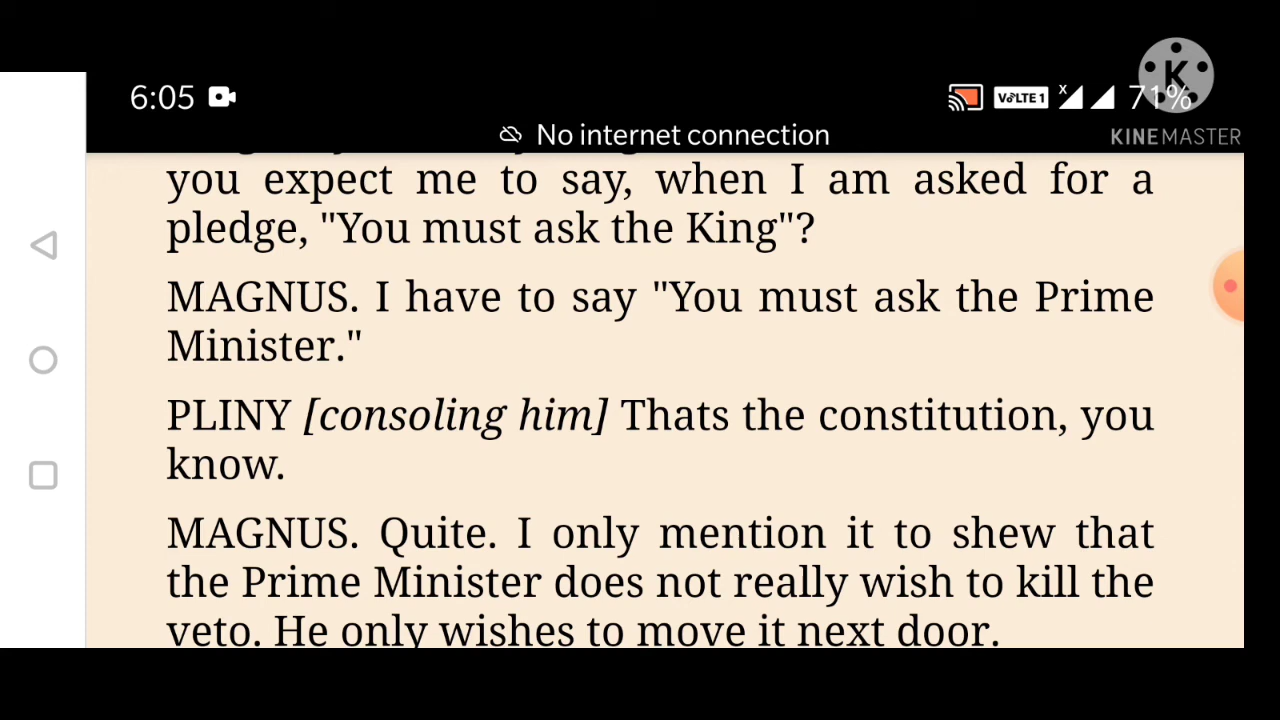 6:05
VoLTE 1
x
71%
K
No internet connection
KINEMASTER
you expect me to say, when I am asked for a
pledge, "You must ask the King"?
MAGNUS. I have to say "You must ask the Prime
Minister."
PLINY [consoling him] Thats the constitution, you
know.
MAGNUS. Quite. I only mention it to shew that
the Prime Minister does not really wish to kill the
veto. He only wishes to move it next door.